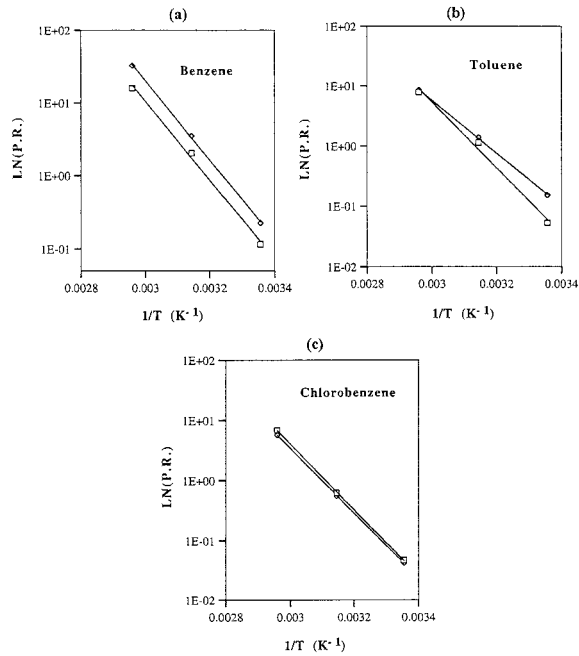 (a)
Benzene
LN(P.R.)
1E+02
1E+01
1E+00
1E-01
0.0028
0.003
0.0032
0.0034
1/T (K⁻¹)
(b)
Toluene
LN(P.R.)
1E+02
1E+01
1E+00
1E-01
1E-02
0.0028
0.003
0.0032
0.0034
1/T (K⁻¹)
(c)
Chlorobenzene
LN(P.R.)
1E+02
1E+01
1E+00
1E-01
1E-02
0.0028
0.003
0.0032
0.0034
1/T (K⁻¹)